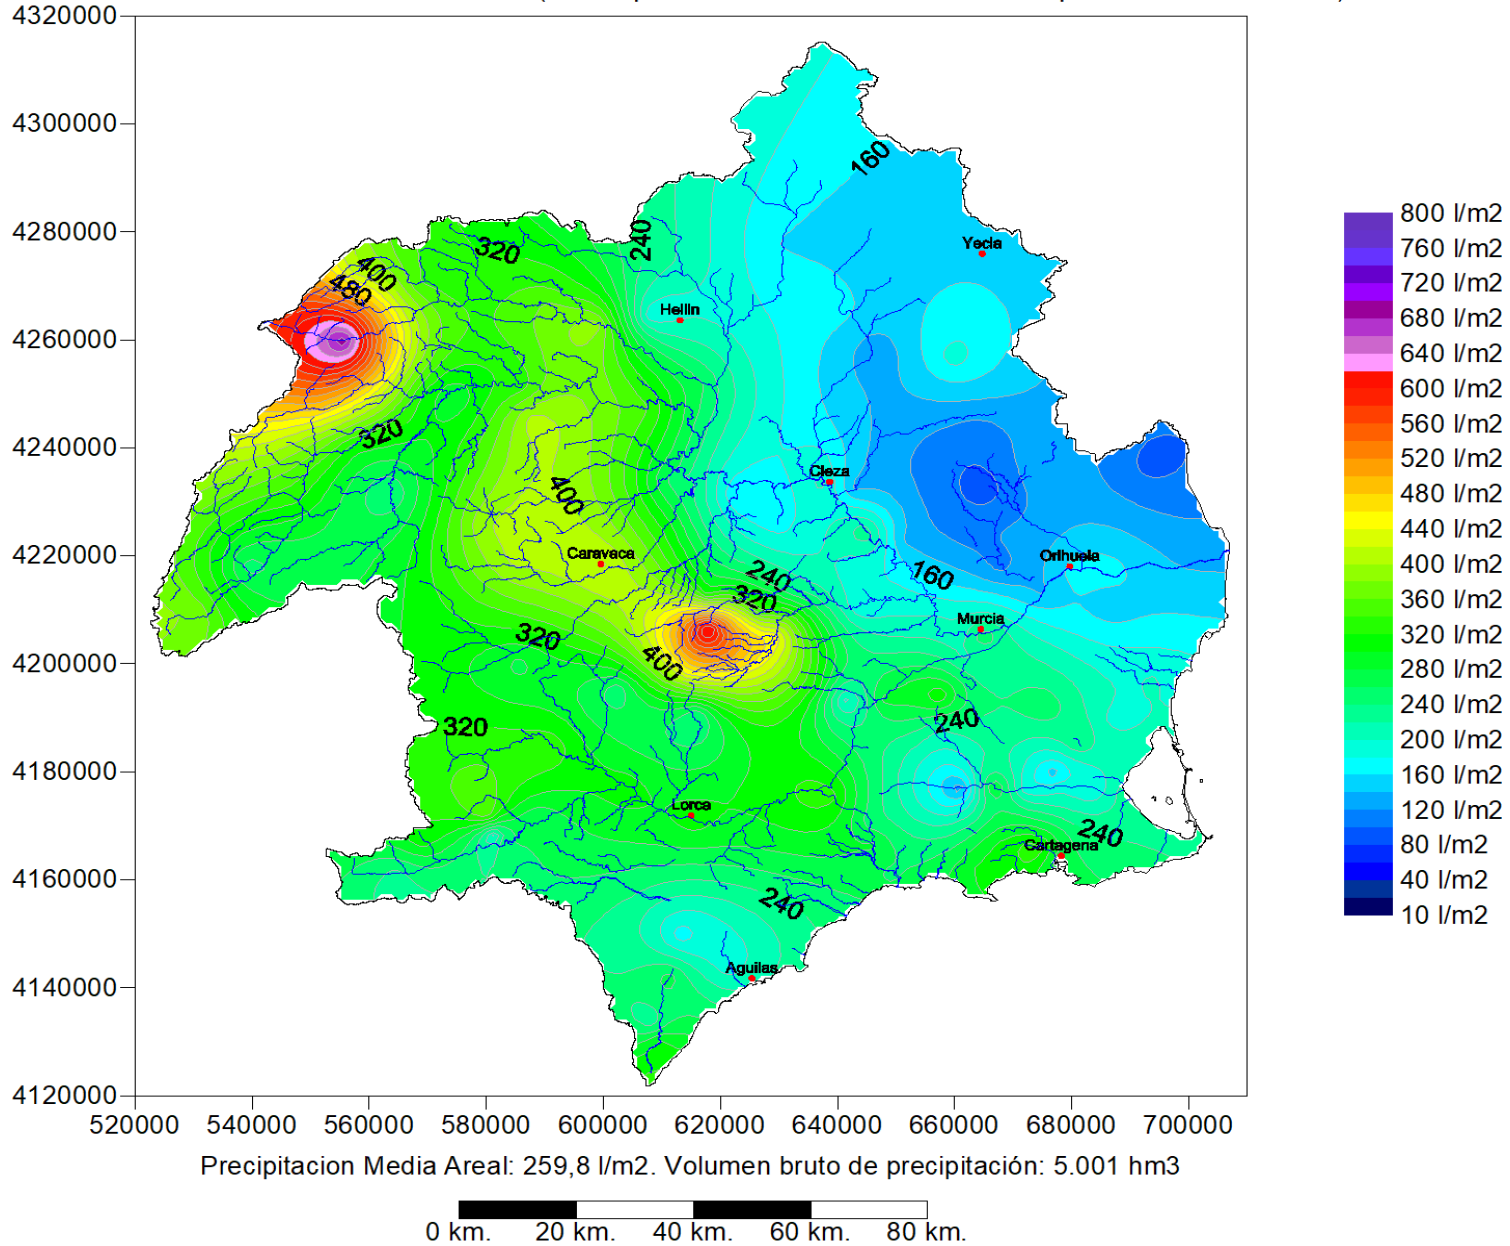 4320000
4300000
4280000
4260000
4240000
4220000
4200000
4180000
4160000
4140000
4120000
520000 540000 560000 580000 600000 620000 640000 660000 680000 700000
160
240
320
Yecla
400
480
Hellin
320
Cieza
400
Caravaca
Orihuela
240
160
320
Murcia
320
400
320
240
Lorca
240
Cartagena
240
Aguilas
800 l/m2
760 l/m2
720 l/m2
680 l/m2
640 l/m2
600 l/m2
560 l/m2
520 l/m2
480 l/m2
440 l/m2
400 l/m2
360 l/m2
320 l/m2
280 l/m2
240 l/m2
200 l/m2
160 l/m2
120 l/m2
80 l/m2
40 l/m2
10 l/m2
Precipitacion Media Areal: 259,8 l/m2. Volumen bruto de precipitación: 5.001 hm3
0 km. 20 km. 40 km. 60 km. 80 km.